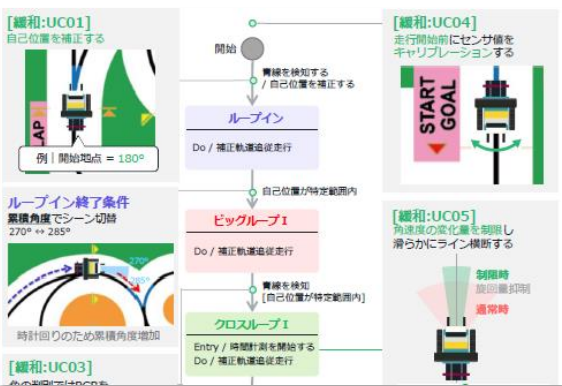 [緩和:UC01]
自己位置を補正する
LAP
例｜開始地点 = 180°
ループイン終了条件
累積角度でシーン切替
270° ↔ 285°
270°
285°
時計回りのため累積角度増加
[緩和:UC03]
開始
青線を検知する
/ 自己位置を補正する
ループイン
Do / 補正軌道追従走行
自己位置が特定範囲内
ビッグループ I
Do / 補正軌道追従走行
青線を検知
[自己位置が特定範囲内]
クロスループ I
Entry / 時間計測を開始する
Do / 補正軌道追従走行
[緩和:UC04]
走行開始前にセンサ値を
キャリブレーションする
START
GOAL
[緩和:UC05]
角速度の変化量を制限し
滑らかにライン横断する
制限時
旋回量抑制
通常時